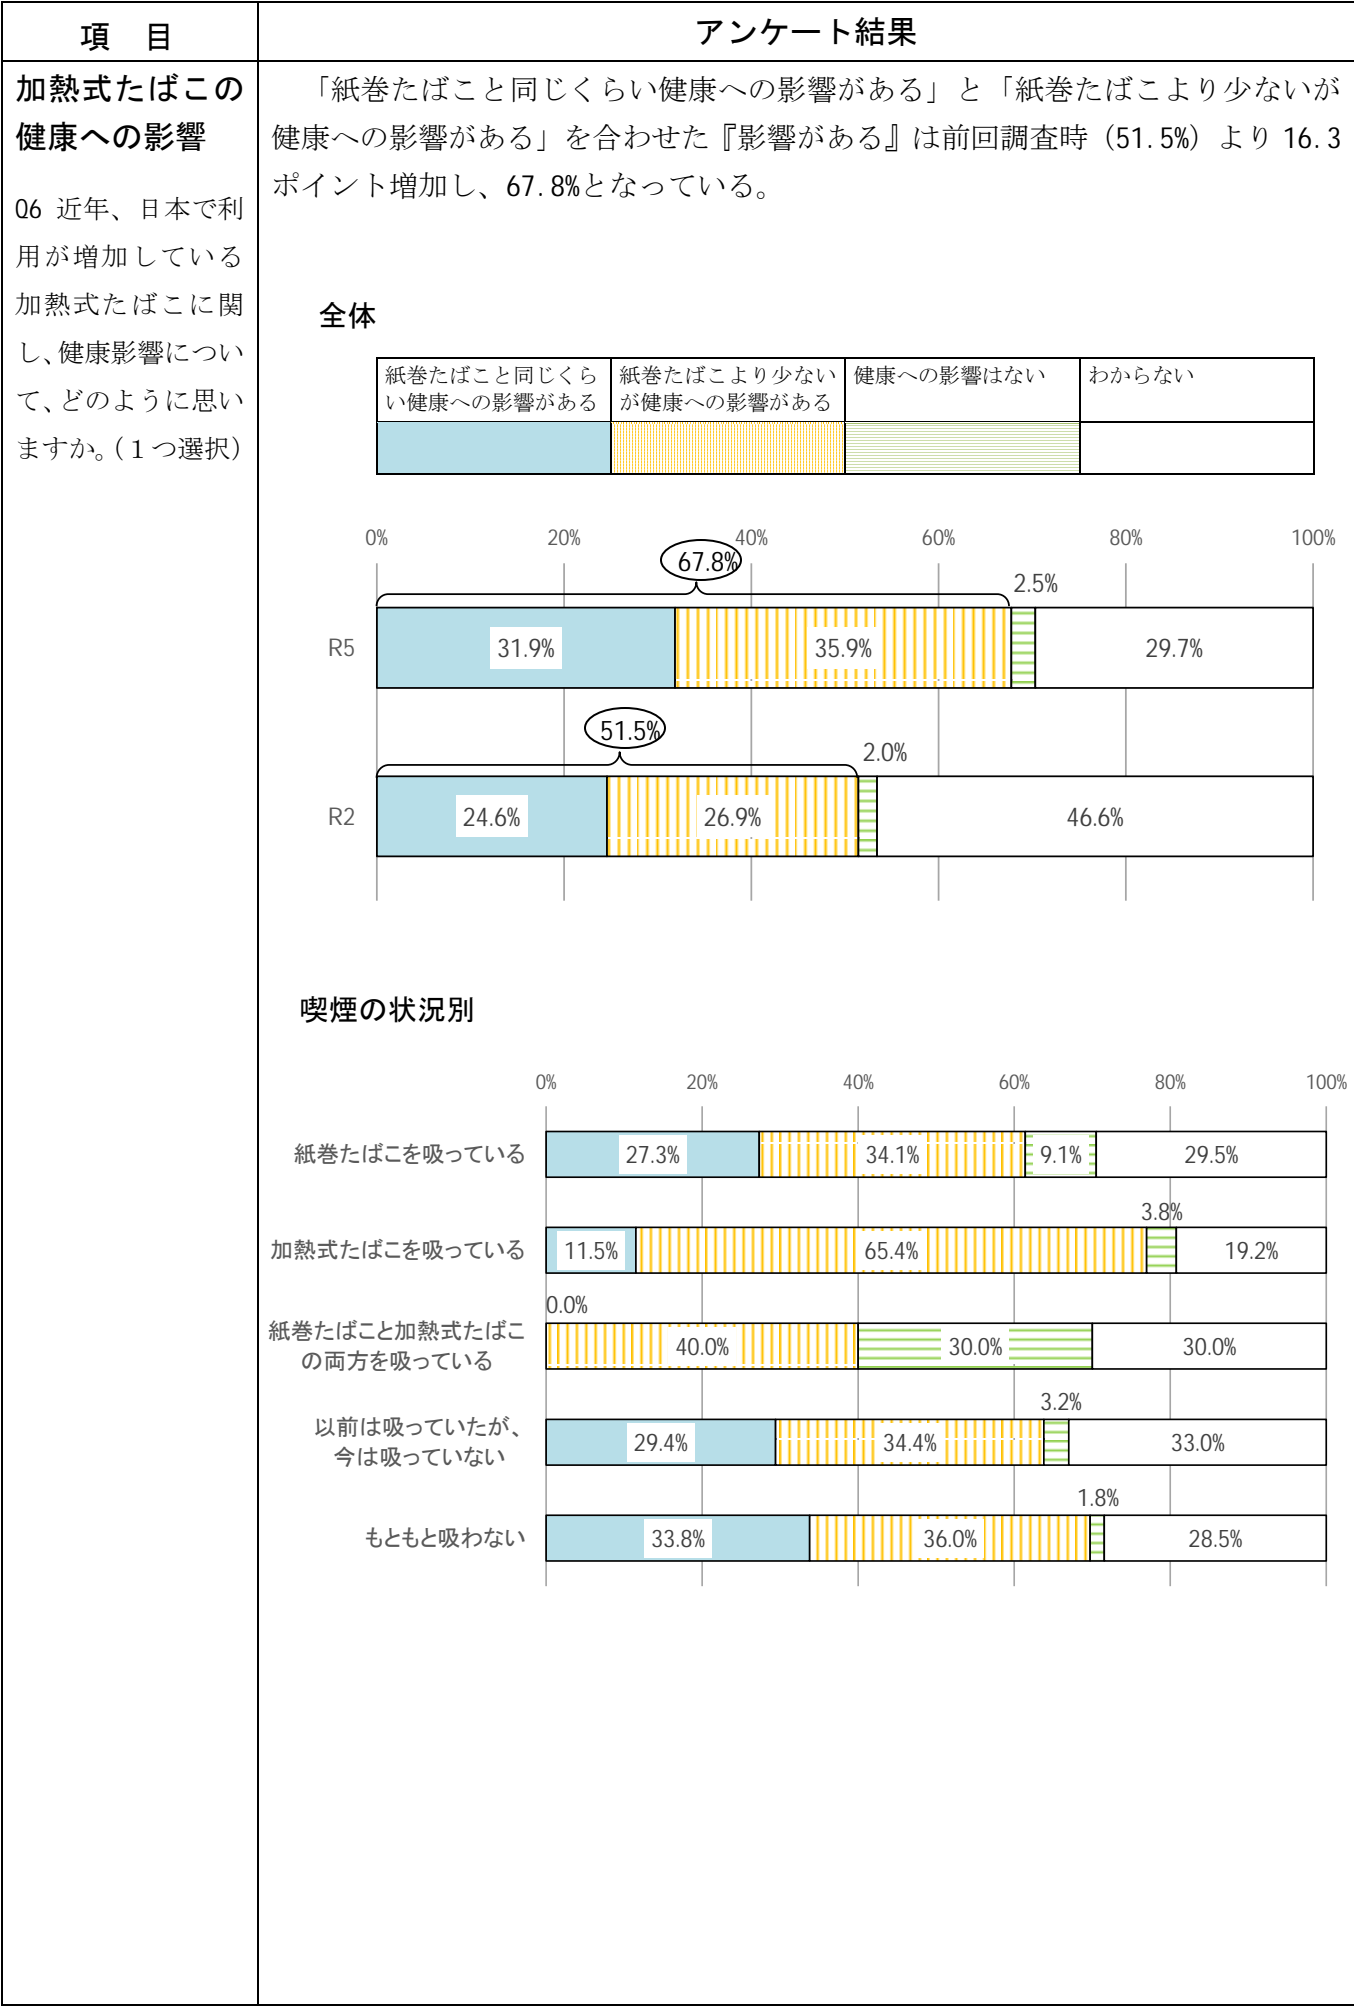 項　目
アンケート結果
加熱式たばこの
健康への影響
Q6 近年、日本で利
用が増加している
加熱式たばこに関
し、健康影響につい
て、どのように思い
ますか。(１つ選択)
「紙巻たばこと同じくらい健康への影響がある」と「紙巻たばこより少ないが
健康への影響がある」を合わせた『影響がある』は前回調査時（51.5%）より 16.3
ポイント増加し、67.8%となっている。
全体
紙巻たばこと同じくら
い健康への影響がある
紙巻たばこより少ない
が健康への影響がある
健康への影響はない
わからない
0% 20% 40% 60% 80% 100%
67.8%
2.5%
R5 31.9% 35.9% 29.7%
51.5%
2.0%
R2 24.6% 26.9% 46.6%
喫煙の状況別
0% 20% 40% 60% 80% 100%
紙巻たばこを吸っている 27.3% 34.1% 9.1% 29.5%
3.8%
加熱式たばこを吸っている 11.5% 65.4% 19.2%
0.0%
紙巻たばこと加熱式たばこ
の両方を吸っている
40.0% 30.0% 30.0%
3.2%
以前は吸っていたが、
今は吸っていない
29.4% 34.4% 33.0%
1.8%
もともと吸わない 33.8% 36.0% 28.5%